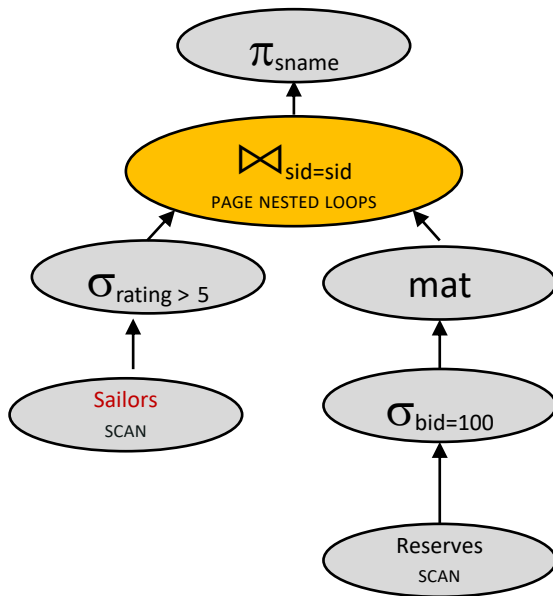 πsname
⋈sid=sid
PAGE NESTED LOOPS
σrating > 5
mat
Sailors
SCAN
σbid=100
Reserves
SCAN